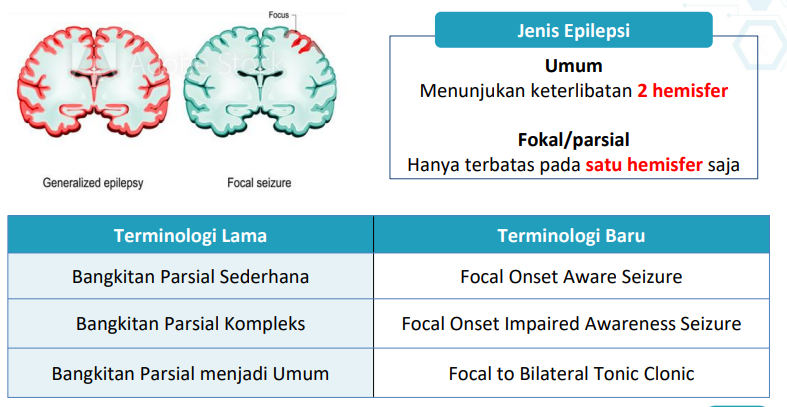 Focus
Generalized epilepsy
Focal seizure
Jenis Epilepsi
Umum
Menunjukan keterlibatan 2 hemisfer
Fokal/parsial
Hanya terbatas pada satu hemisfer saja
Terminologi Lama
Terminologi Baru
Bangkitan Parsial Sederhana
Focal Onset Aware Seizure
Bangkitan Parsial Kompleks
Focal Onset Impaired Awareness Seizure
Bangkitan Parsial menjadi Umum
Focal to Bilateral Tonic Clonic